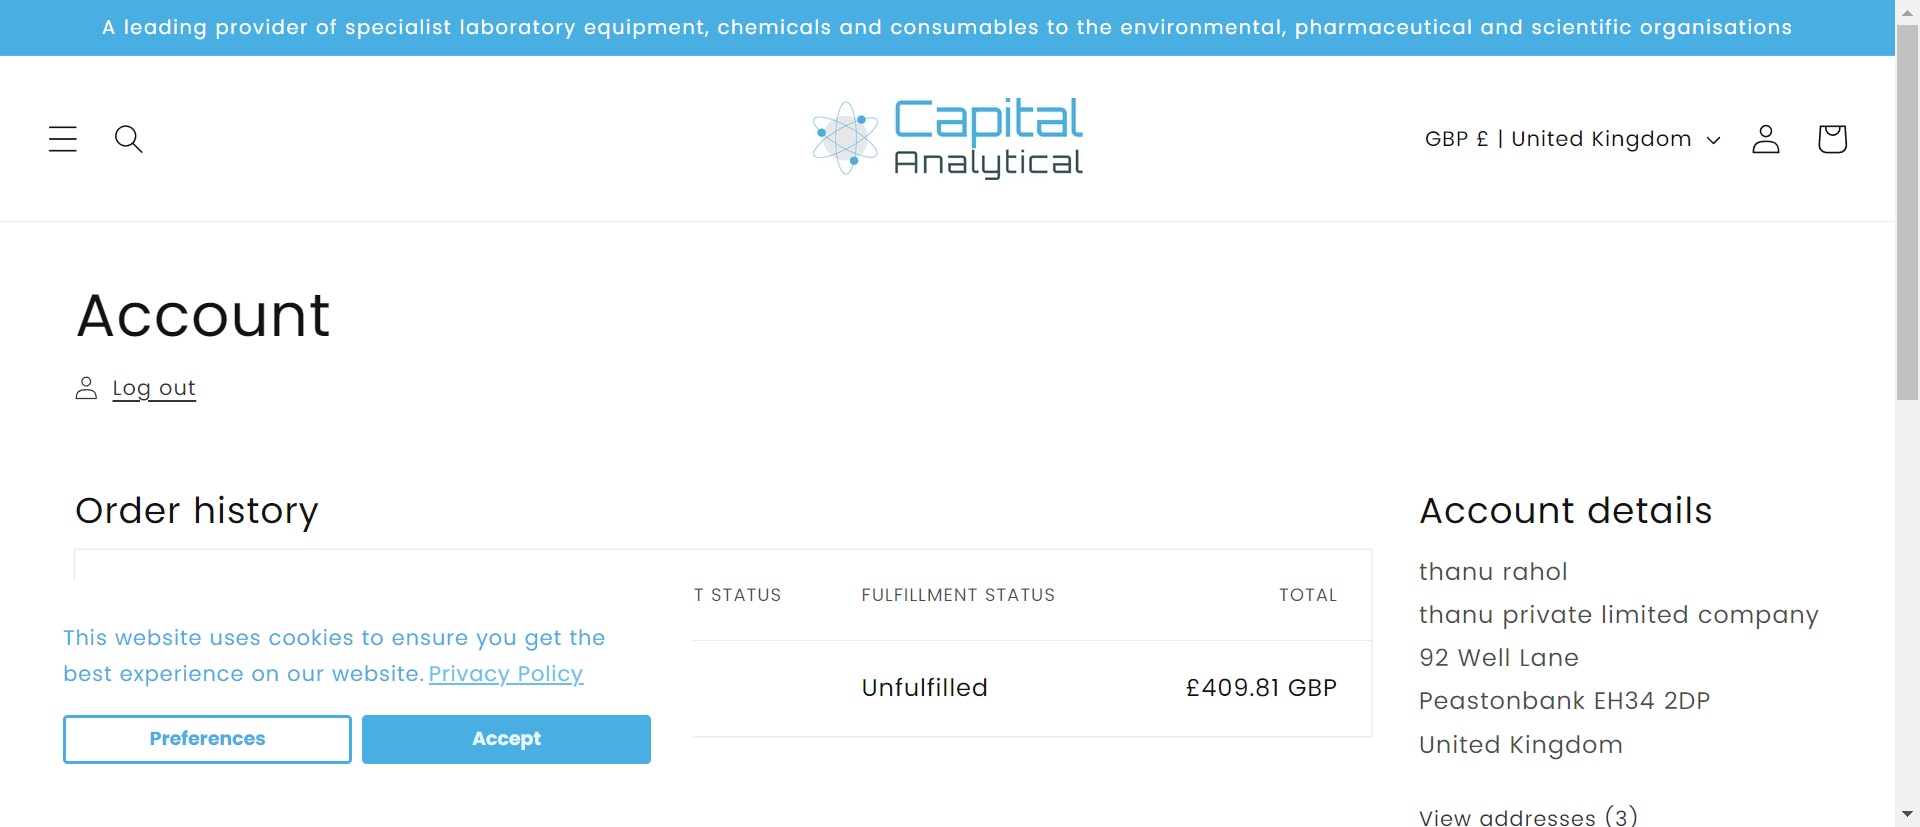 A leading provider of specialist laboratory equipment, chemicals and consumables to the environmental, pharmaceutical and scientific organisations
Capital
Analytical
GBP £ | United Kingdom
Account
Log out
Order history
T STATUS
FULFILLMENT STATUS
TOTAL
Unfulfilled
£409.81 GBP
This website uses cookies to ensure you get the
best experience on our website. Privacy Policy
Preferences
Accept
Account details
thanu rahol
thanu private limited company
92 Well Lane
Peastonbank EH34 2DP
United Kingdom
View addresses (3)